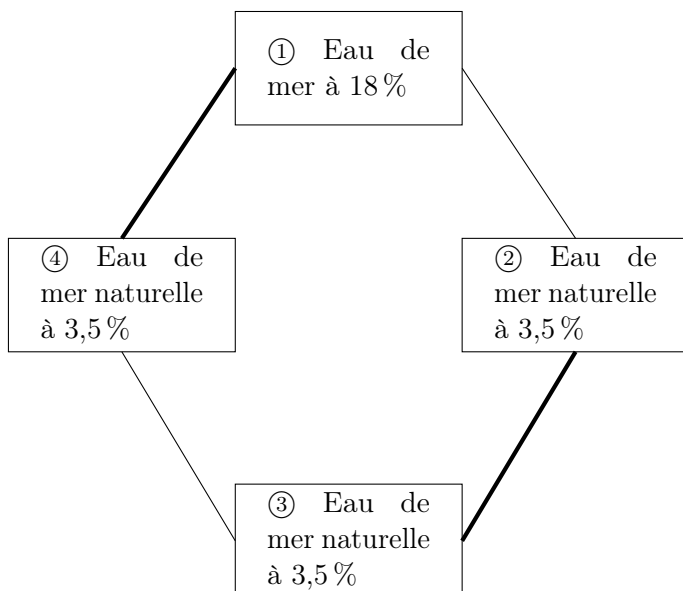 ① Eau de
mer à 18 %
④ Eau de
mer naturelle
à 3,5 %
② Eau de
mer naturelle
à 3,5 %
③ Eau de
mer naturelle
à 3,5 %